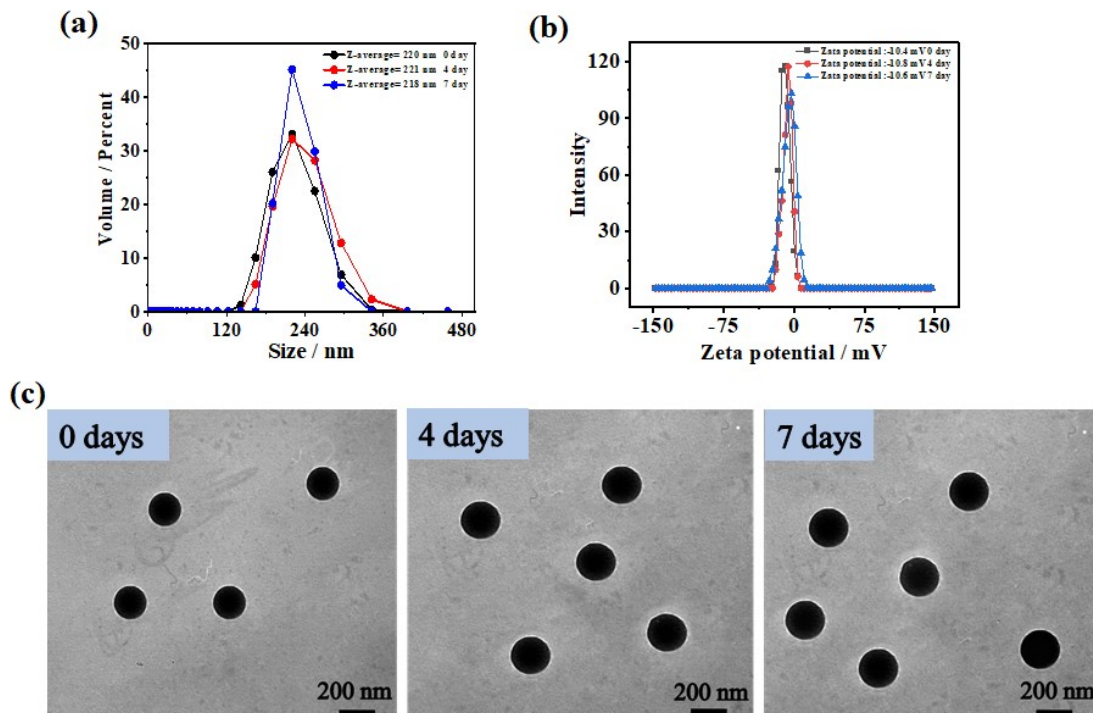 (a)
50
40
30
20
10
0
Volume / Percent
Z-average= 220 nm 0 day
Z-average= 221 nm 4 day
Z-average= 218 nm 7 day
0 120 240 360 480
Size / nm
(b)
120
90
60
30
0
Intensity
Zeta potential :-10.4 mV 0 day
Zeta potential :-10.8 mV 4 day
Zeta potential :-10.6 mV 7 day
-150 -75 0 75 150
Zeta potential / mV
(c)
0 days
200 nm
4 days
200 nm
7 days
200 nm